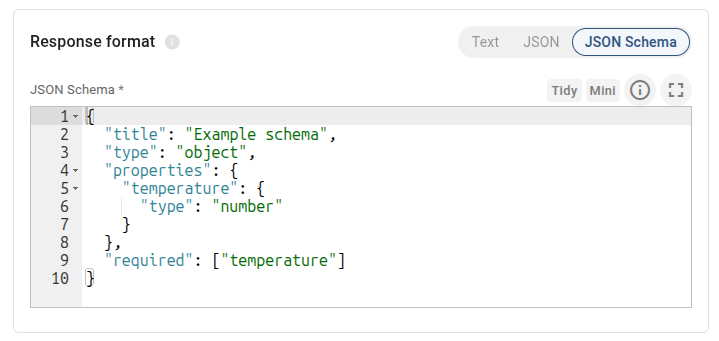 Response format
Text JSON JSON Schema
JSON Schema *
Tidy Mini
1 {
2   "title": "Example schema",
3   "type": "object",
4   "properties": {
5     "temperature": {
6       "type": "number"
7     }
8   },
9   "required": ["temperature"]
10 }